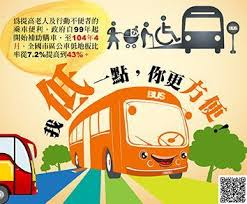 為提高老人及行動不便者的
乘車便利，政府自99年起
開始補助購車，至104年4
月，全國市區公車低地板比
率從7.2%提高到43%。
我低一點，你更方便
BUS
BUS